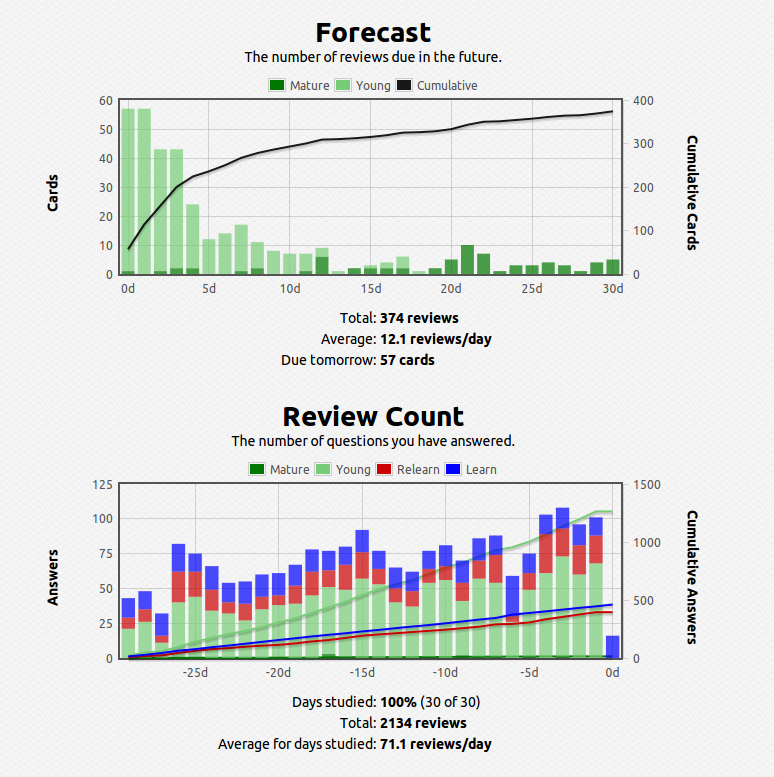 Forecast
The number of reviews due in the future.
Mature Young Cumulative
60 400
50
40 300
30 200
20
10 100
0 0
Cards
Cumulative Cards
0d 5d 10d 15d 20d 25d 30d
Total: 374 reviews
Average: 12.1 reviews/day
Due tomorrow: 57 cards
Review Count
The number of questions you have answered.
Mature Young Relearn Learn
125 1500
100
75 1000
50 500
25
0 0
Answers
Cumulative Answers
-25d -20d -15d -10d -5d 0d
Days studied: 100% (30 of 30)
Total: 2134 reviews
Average for days studied: 71.1 reviews/day